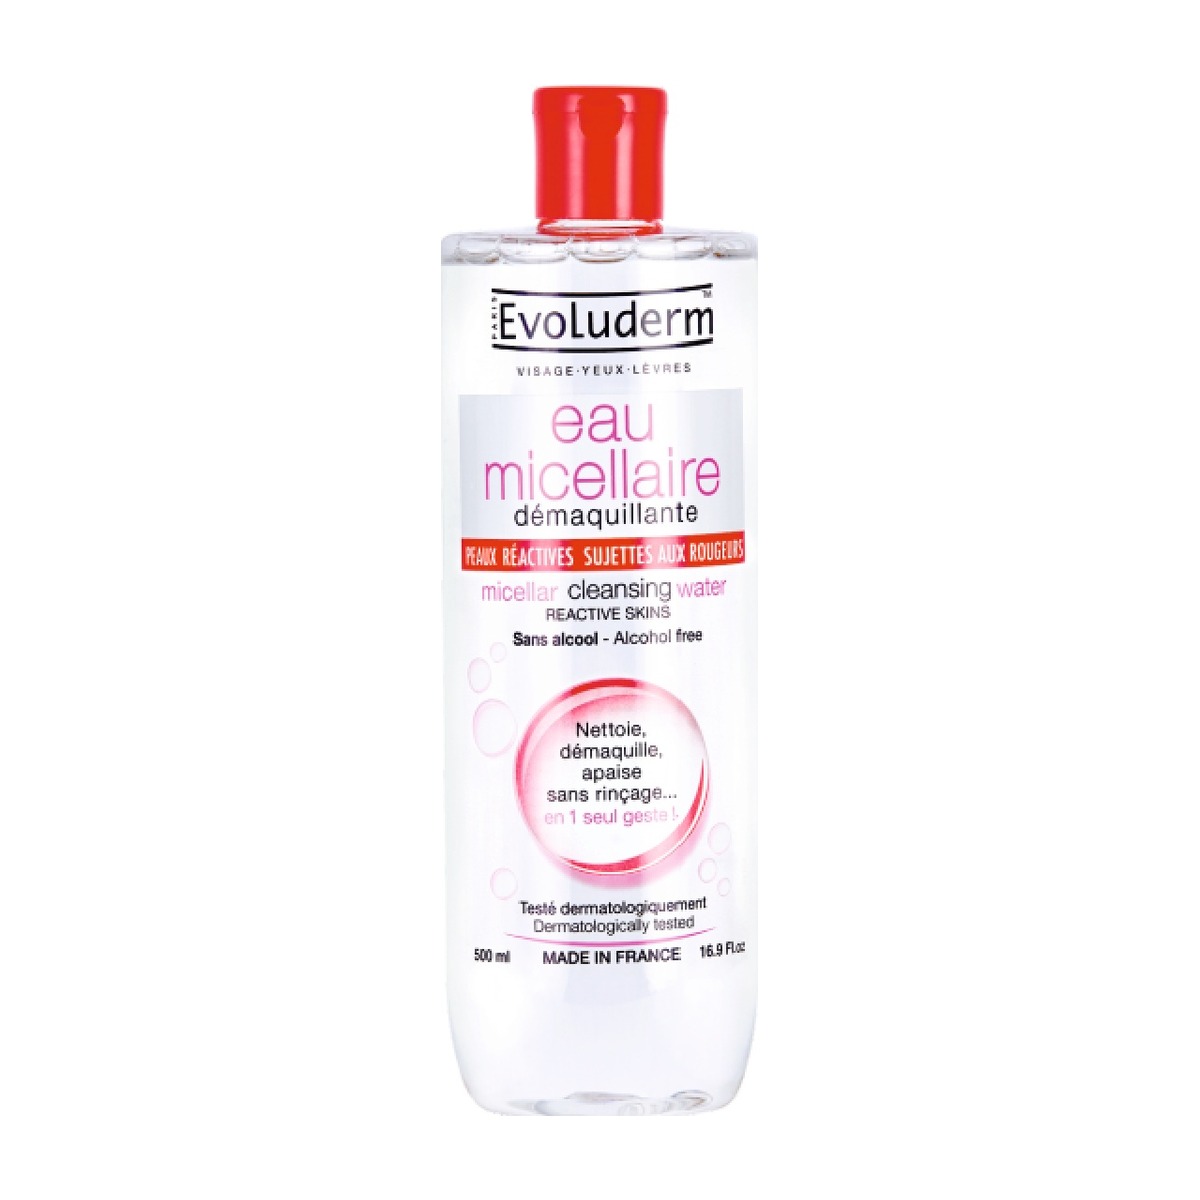 PARIS
Evoluderm™
VISAGE·YEUX·LÈVRES
eau
micellaire
démaquillante
PEAUX RÉACTIVES SUJETTES AUX ROUGEURS
micellar cleansing water
REACTIVE SKINS
Sans alcool - Alcohol free
Nettoie,
démaquille,
apaise
sans rinçage...
en 1 seul geste !
Testé dermatologiquement
Dermatologically tested
500 ml MADE IN FRANCE 16.9 Fl.oz